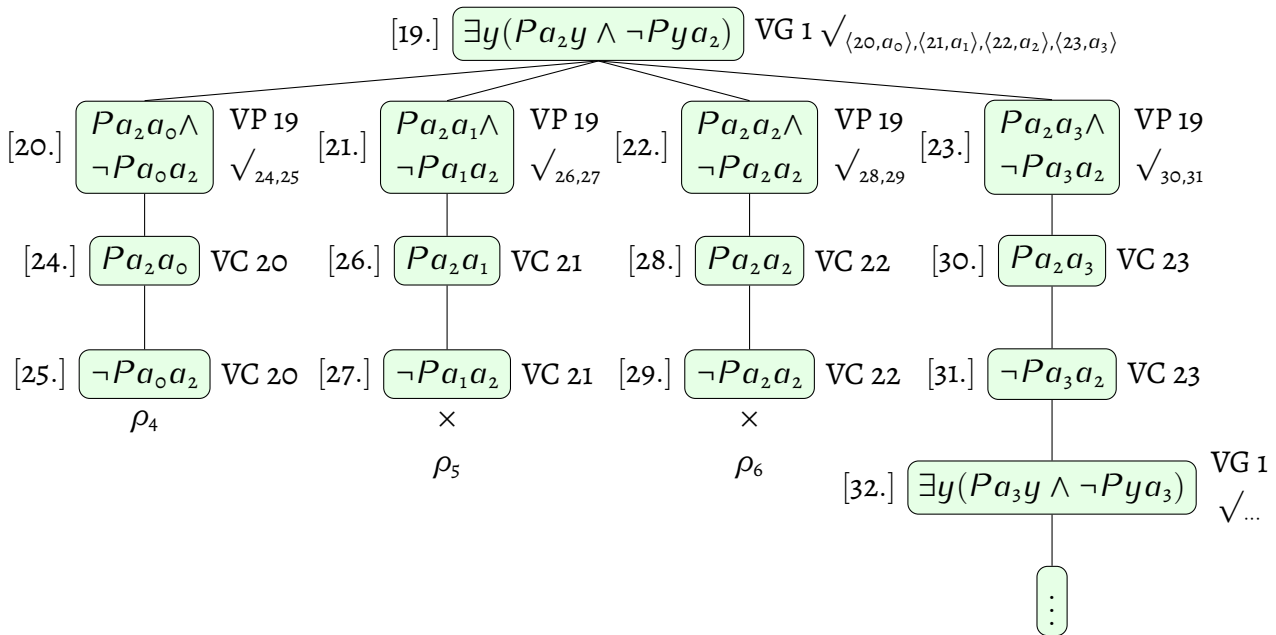 [19.] ∃y(Pa₂y ∧ ¬Pya₂) VG 1 √⟨20,a₀⟩,⟨21,a₁⟩,⟨22,a₂⟩,⟨23,a₃⟩
[20.] Pa₂a₀∧ ¬Pa₀a₂ VP 19 √24,25
[21.] Pa₂a₁∧ ¬Pa₁a₂ VP 19 √26,27
[22.] Pa₂a₂∧ ¬Pa₂a₂ VP 19 √28,29
[23.] Pa₂a₃∧ ¬Pa₃a₂ VP 19 √30,31
[24.] Pa₂a₀ VC 20
[26.] Pa₂a₁ VC 21
[28.] Pa₂a₂ VC 22
[30.] Pa₂a₃ VC 23
[25.] ¬Pa₀a₂ VC 20
[27.] ¬Pa₁a₂ VC 21
[29.] ¬Pa₂a₂ VC 22
[31.] ¬Pa₃a₂ VC 23
ρ₄
×
ρ₅
×
ρ₆
[32.] ∃y(Pa₃y ∧ ¬Pya₃) VG 1 √...
⋮